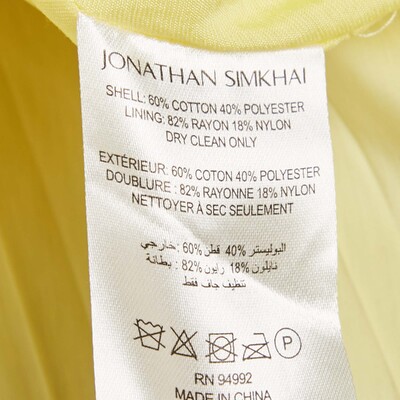 JONATHAN SIMKHAI
SHELL: 60% COTTON 40% POLYESTER
LINING: 82% RAYON 18% NYLON
DRY CLEAN ONLY
EXTÉRIEUR: 60% COTON 40% POLYESTER
DOUBLURE : 82% RAYONNE 18% NYLON
NETTOYER À SEC SEULEMENT
البوليستر 40% قطن 60%: خارجي
نايلون 18% رايون 82% : بطانة
تنظيف جاف فقط
P
RN 94992
MADE IN CHINA